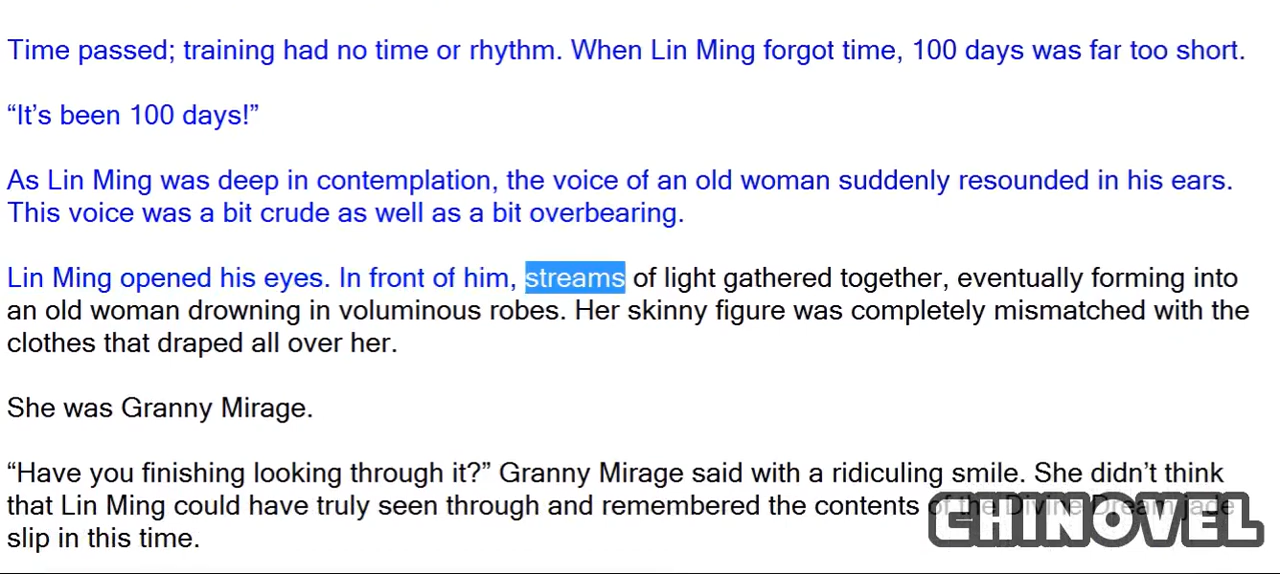 Time passed; training had no time or rhythm. When Lin Ming forgot time, 100 days was far too short.
“It’s been 100 days!”
As Lin Ming was deep in contemplation, the voice of an old woman suddenly resounded in his ears.
This voice was a bit crude as well as a bit overbearing.
Lin Ming opened his eyes. In front of him, streams of light gathered together, eventually forming into
an old woman drowning in voluminous robes. Her skinny figure was completely mismatched with the
clothes that draped all over her.
She was Granny Mirage.
“Have you finishing looking through it?” Granny Mirage said with a ridiculing smile. She didn’t think
that Lin Ming could have truly seen through and remembered the contents of the Divine Dream jade
slip in this time.
CHINOVEL